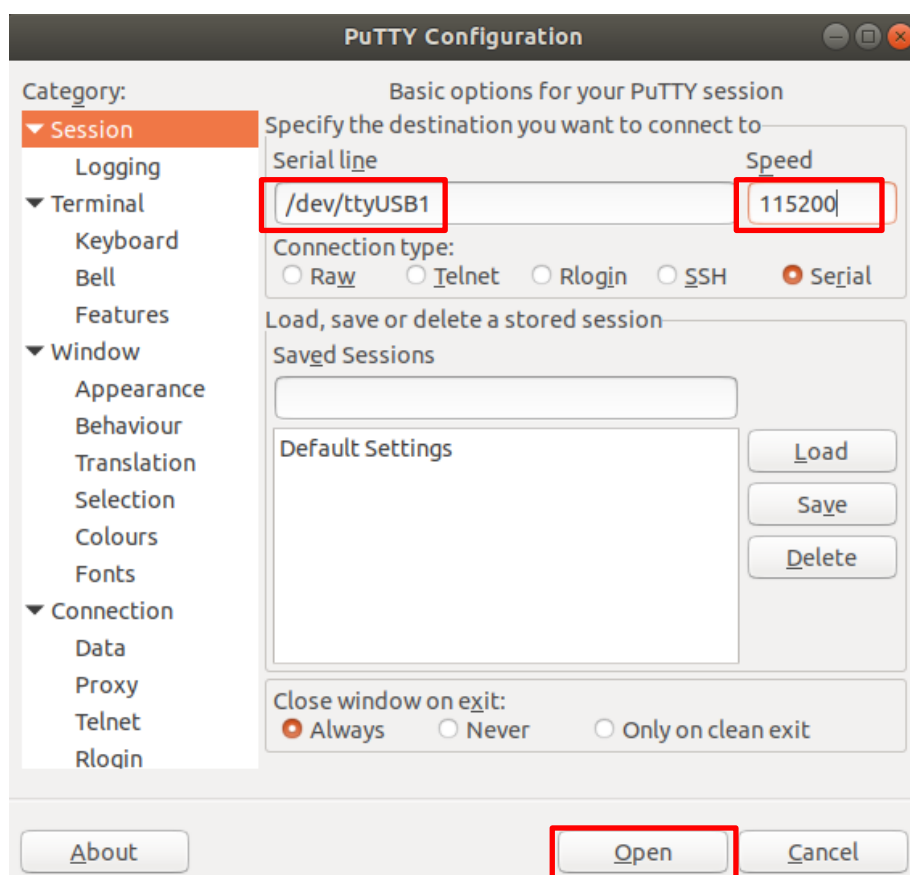 PuTTY Configuration
Category:
Session
Logging
Terminal
Keyboard
Bell
Features
Window
Appearance
Behaviour
Translation
Selection
Colours
Fonts
Connection
Data
Proxy
Telnet
Rlogin
Basic options for your PuTTY session
Specify the destination you want to connect to
Serial line Speed
/dev/ttyUSB1 115200
Connection type:
Raw Telnet Rlogin SSH Serial
Load, save or delete a stored session
Saved Sessions
Default Settings
Load
Save
Delete
Close window on exit:
Always Never Only on clean exit
About Open Cancel